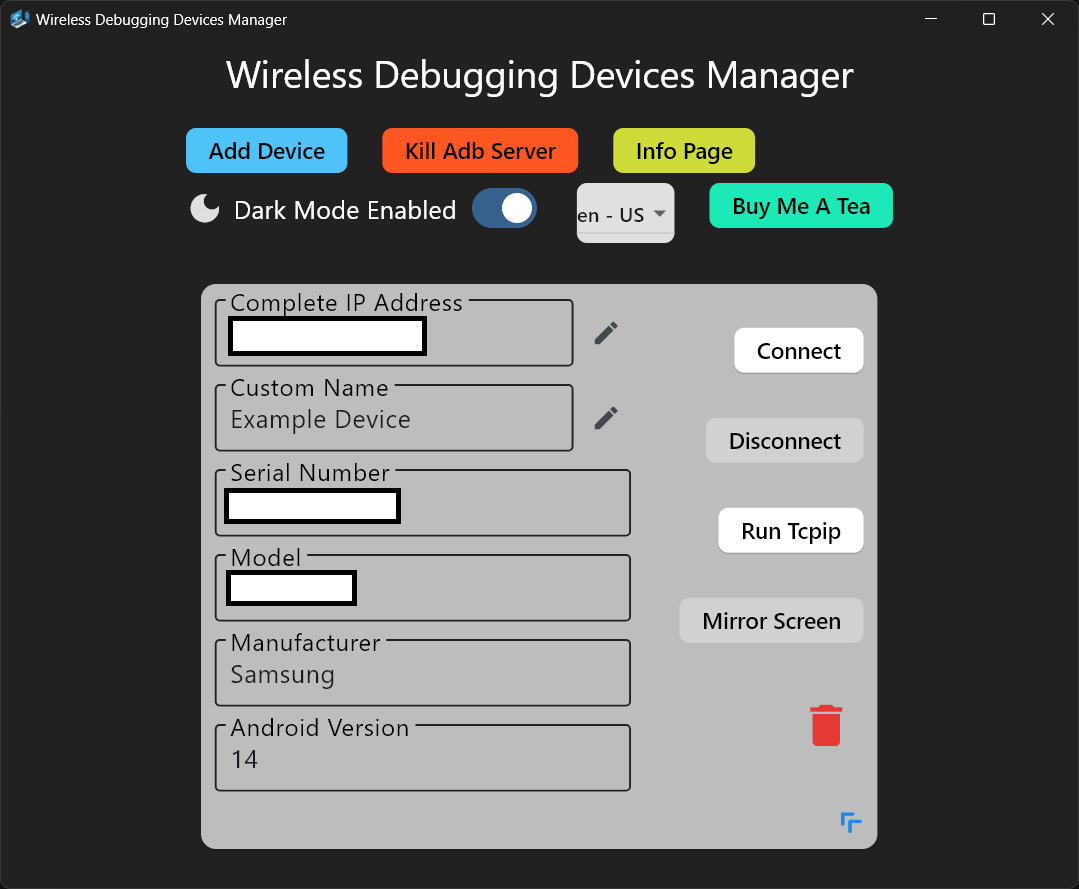 Wireless Debugging Devices Manager
Wireless Debugging Devices Manager
Add Device
Kill Adb Server
Info Page
Dark Mode Enabled
en - US
Buy Me A Tea
Complete IP Address
Connect
Custom Name
Example Device
Disconnect
Serial Number
Run Tcpip
Model
Mirror Screen
Manufacturer
Samsung
Android Version
14